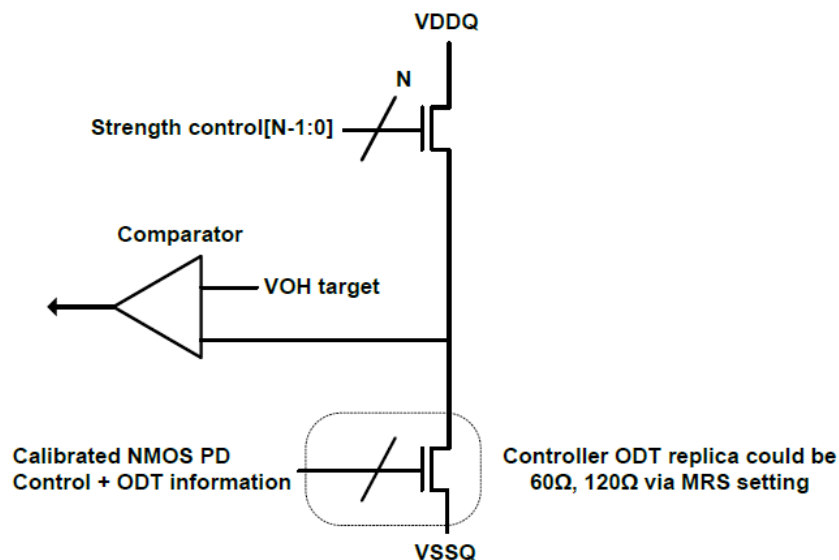 VDDQ
N
Strength control[N-1:0]
Comparator
VOH target
Calibrated NMOS PD
Control + ODT information
Controller ODT replica could be
60Ω, 120Ω via MRS setting
VSSQ